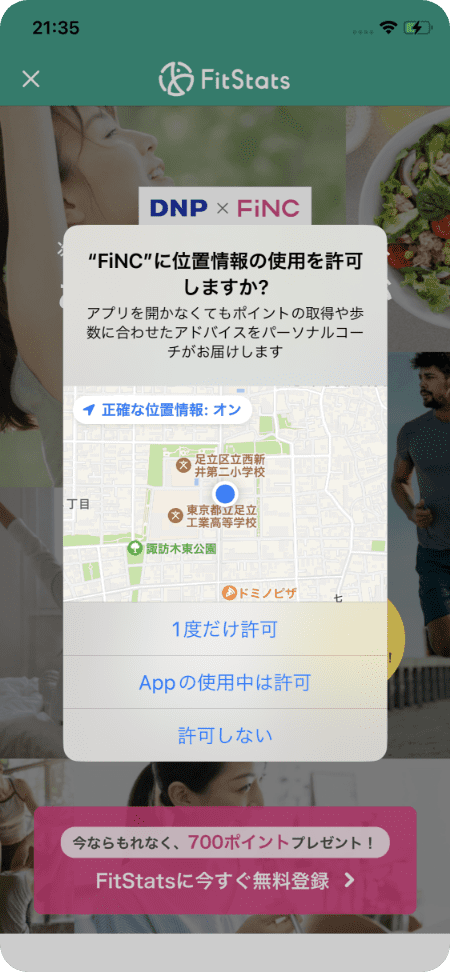 21:35
FitStats
DNP × FiNC
“FiNC”に位置情報の使用を許可
しますか?
アプリを開かなくてもポイントの取得や歩
数に合わせたアドバイスをパーソナルコー
チがお届けします
正確な位置情報: オン
足立区立西新
井第二小学校
丁目
東京都立足立
工業高等学校
諏訪木東公園
ドミノピザ
七
1度だけ許可
Appの使用中は許可
!
許可しない
今ならもれなく、700ポイントプレゼント！
FitStatsに今すぐ無料登録